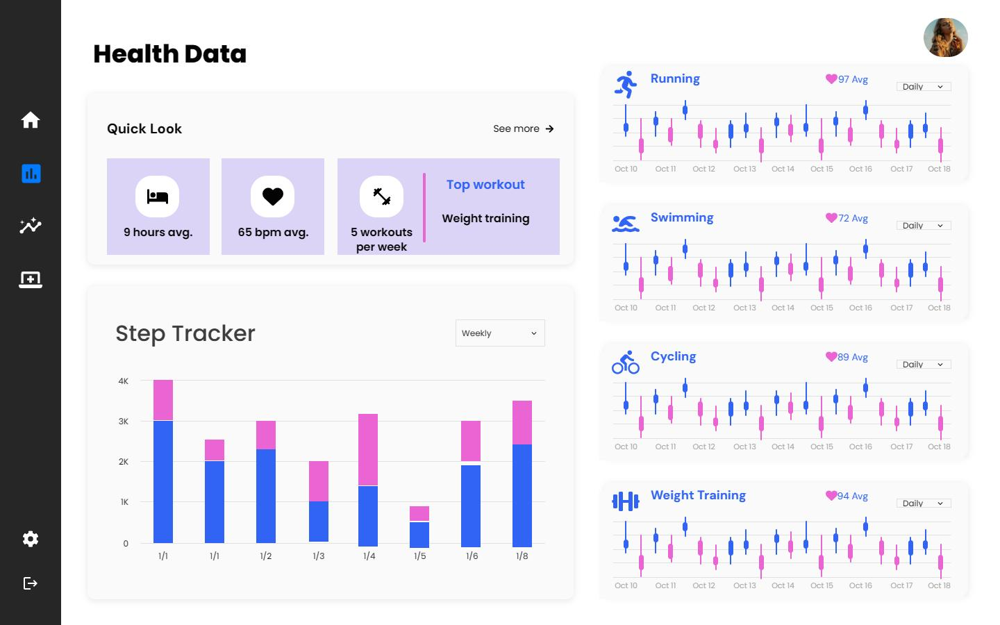 Health Data
Quick Look
See more
9 hours avg.
65 bpm avg.
5 workouts
per week
Top workout
Weight training
Step Tracker
Weekly
4K
3K
2K
1K
0
1/1 1/1 1/2 1/3 1/4 1/5 1/6 1/8
Running
97 Avg
Daily
Oct 10 Oct 11 Oct 12 Oct 13 Oct 14 Oct 15 Oct 16 Oct 17 Oct 18
Swimming
72 Avg
Daily
Oct 10 Oct 11 Oct 12 Oct 13 Oct 14 Oct 15 Oct 16 Oct 17 Oct 18
Cycling
89 Avg
Daily
Oct 10 Oct 11 Oct 12 Oct 13 Oct 14 Oct 15 Oct 16 Oct 17 Oct 18
Weight Training
94 Avg
Daily
Oct 10 Oct 11 Oct 12 Oct 13 Oct 14 Oct 15 Oct 16 Oct 17 Oct 18